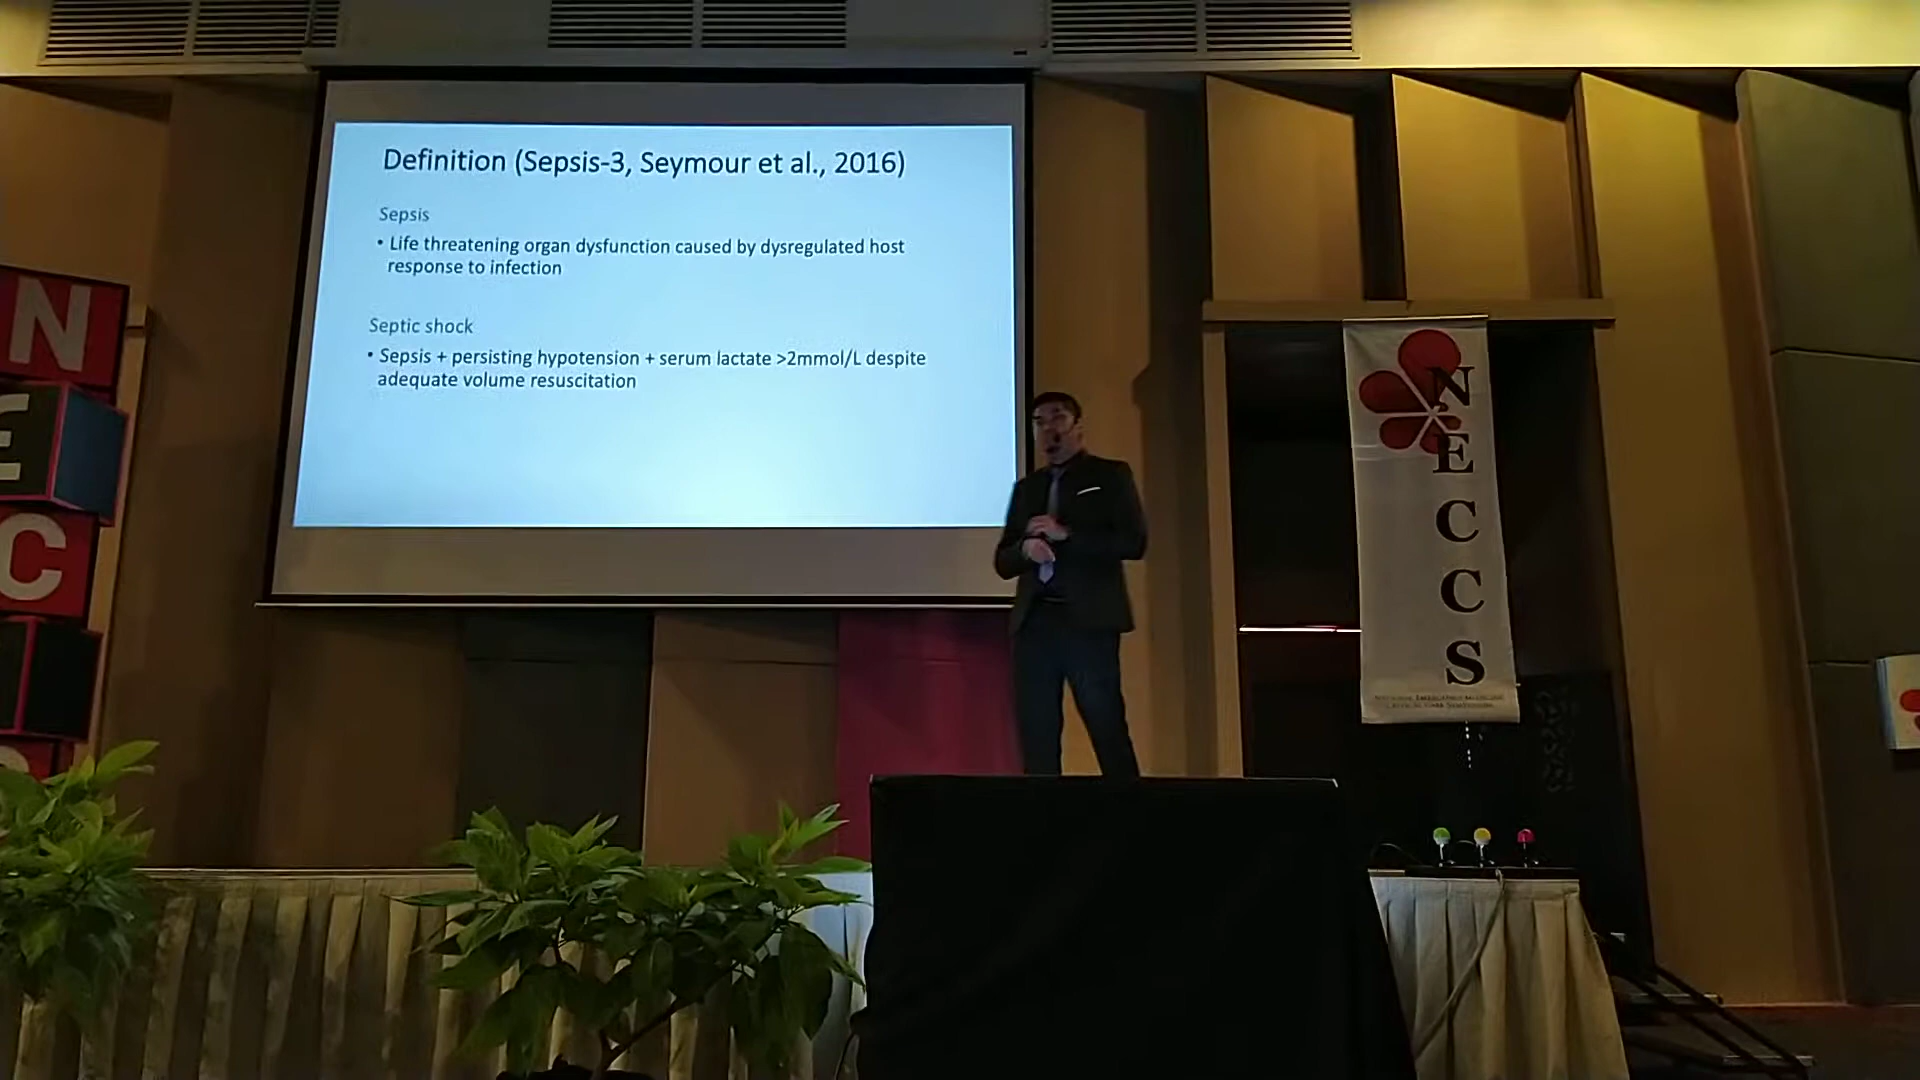 Definition (Sepsis-3, Seymour et al., 2016)
Sepsis
• Life threatening organ dysfunction caused by dysregulated host
response to infection
Septic shock
• Sepsis + persisting hypotension + serum lactate >2mmol/L despite
adequate volume resuscitation
N
E
C
N
E
C
C
S